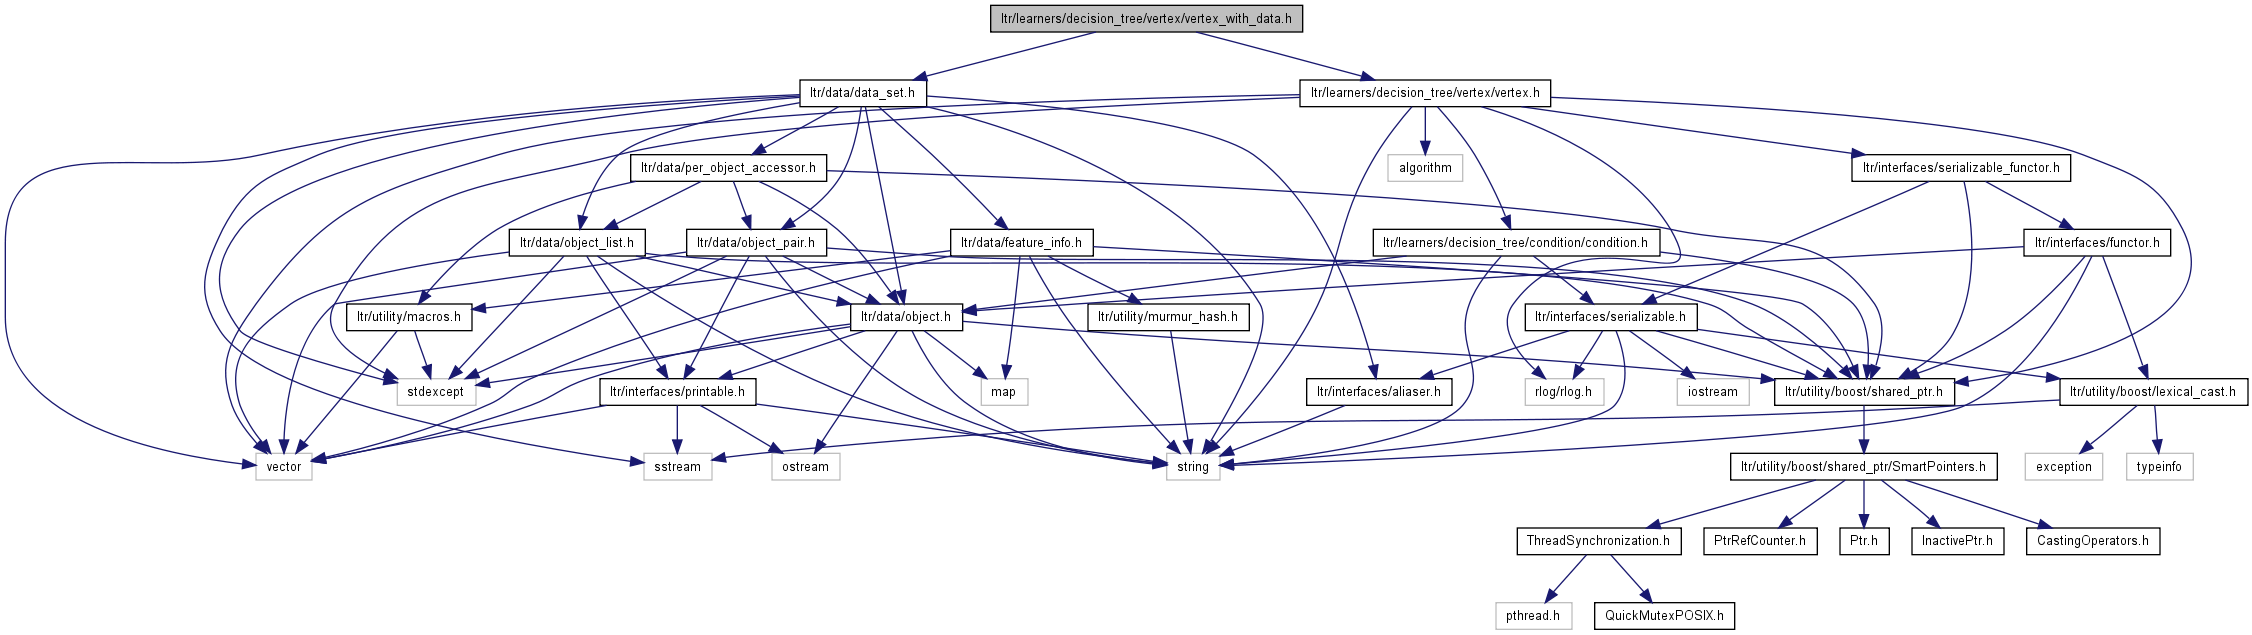 ltr/learners/decision_tree/vertex/vertex_with_data.h
ltr/data/data_set.h
ltr/learners/decision_tree/vertex/vertex.h
ltr/data/per_object_accessor.h
algorithm
ltr/interfaces/serializable_functor.h
ltr/data/object_list.h
ltr/data/object_pair.h
ltr/data/feature_info.h
ltr/learners/decision_tree/condition/condition.h
ltr/interfaces/functor.h
ltr/utility/macros.h
ltr/data/object.h
ltr/utility/murmur_hash.h
ltr/interfaces/serializable.h
stdexcept
ltr/interfaces/printable.h
map
ltr/interfaces/aliaser.h
rlog/rlog.h
iostream
ltr/utility/boost/shared_ptr.h
ltr/utility/boost/lexical_cast.h
vector
sstream
ostream
string
ltr/utility/boost/shared_ptr/SmartPointers.h
exception
typeinfo
ThreadSynchronization.h
PtrRefCounter.h
Ptr.h
InactivePtr.h
CastingOperators.h
pthread.h
QuickMutexPOSIX.h